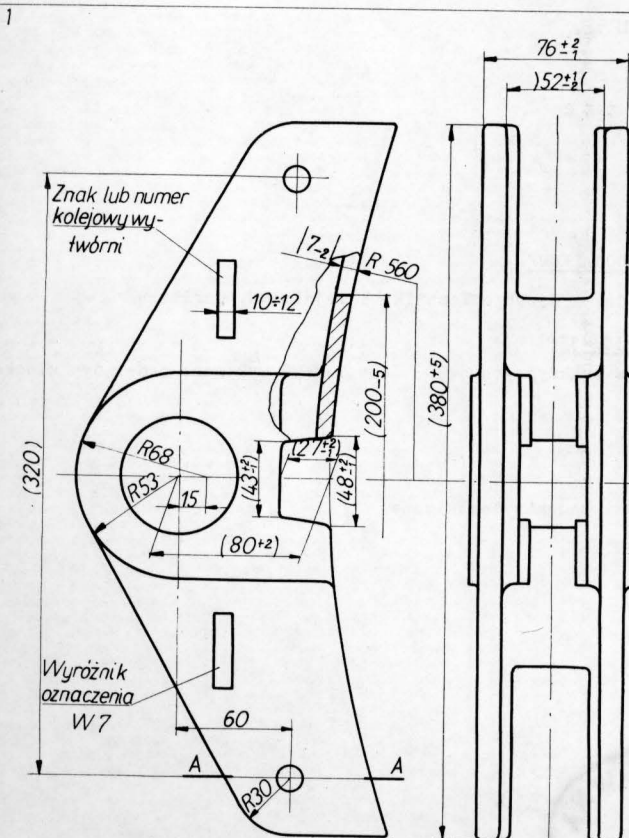 1
76 +2 -1
)52 +1 -2(
Znak lub numer
kolejowy wy-
twórni
7-2
R 560
10÷12
(200-5)
(380+5)
(320)
R68
R53
15
(43 +2 -1)
(27 +2 -1)
(48 +2 -1)
(80+2)
Wyróżnik
oznaczenia
W 7
60
A
A
R30